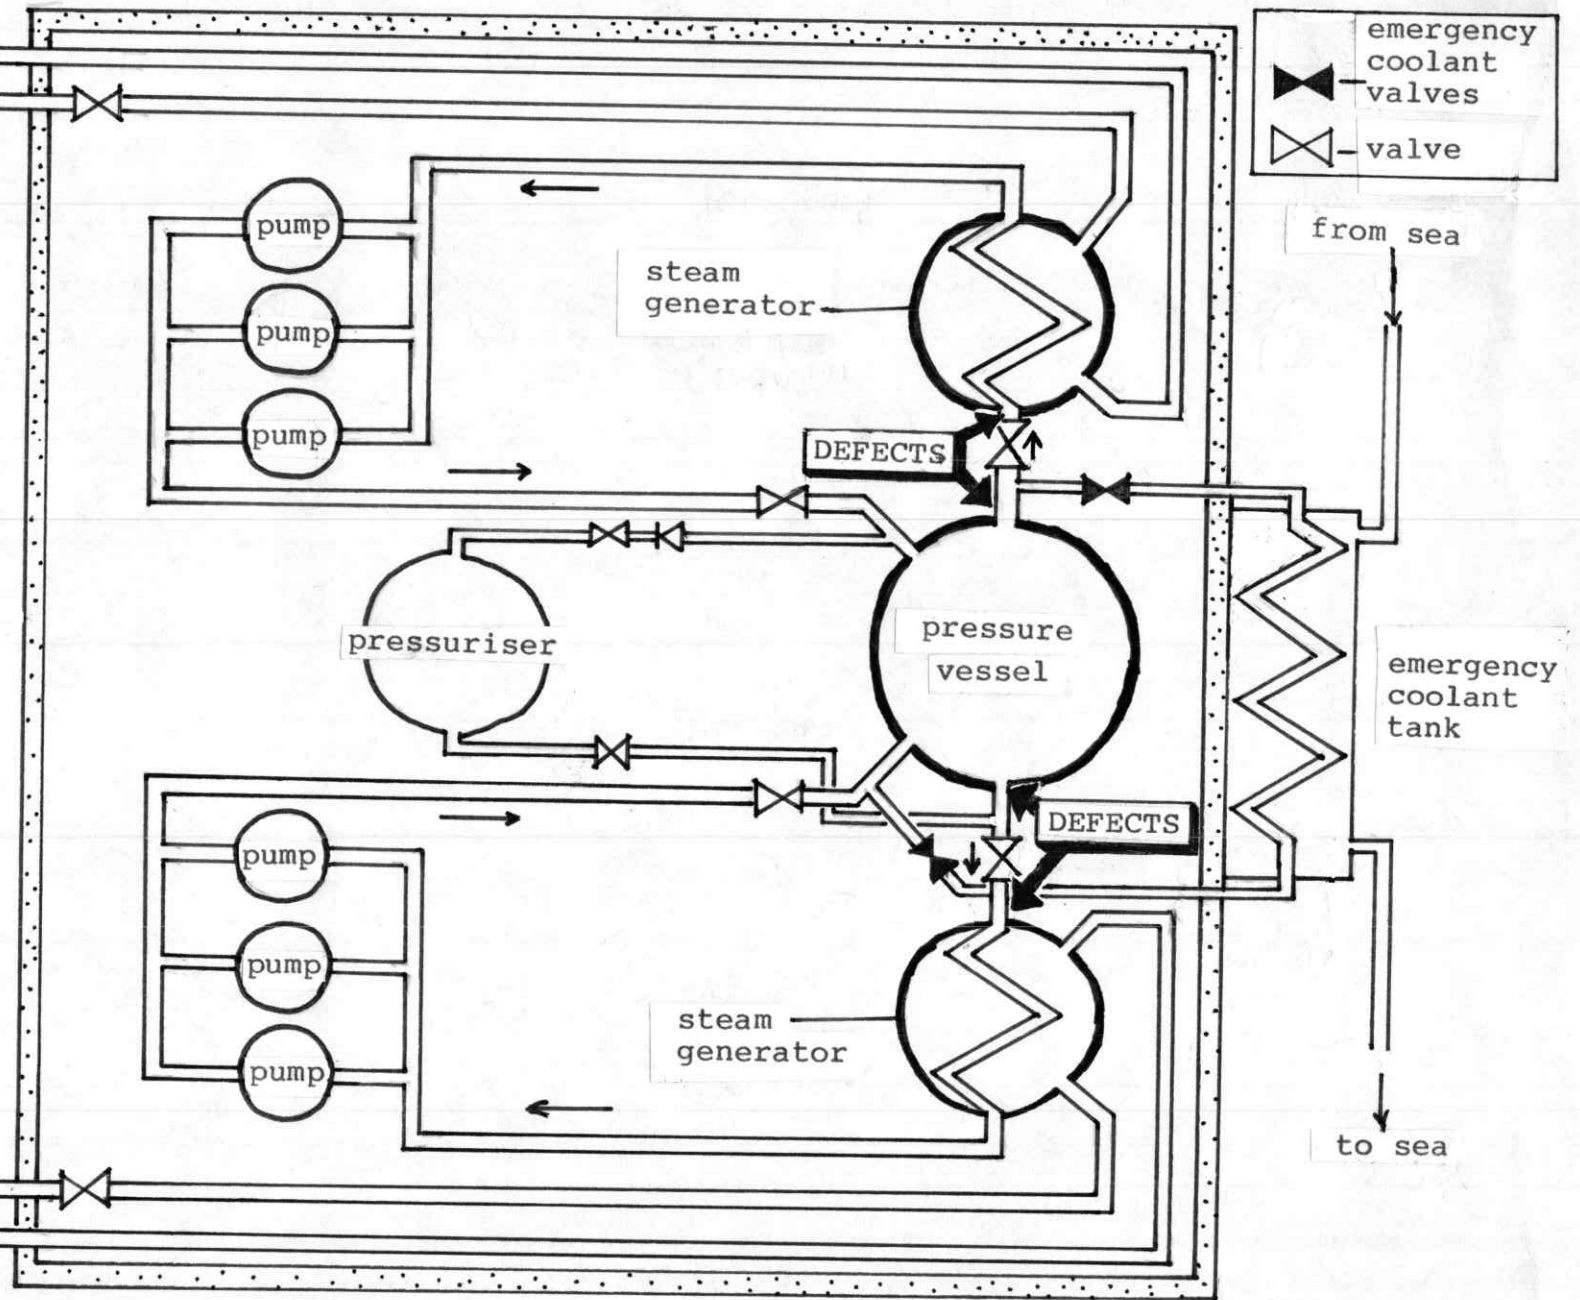 emergency
coolant
valves
valve
from sea
pump
steam
generator
pump
pump
DEFECTS
pressuriser
pressure
vessel
emergency
coolant
tank
DEFECTS
pump
pump
steam
generator
pump
to sea